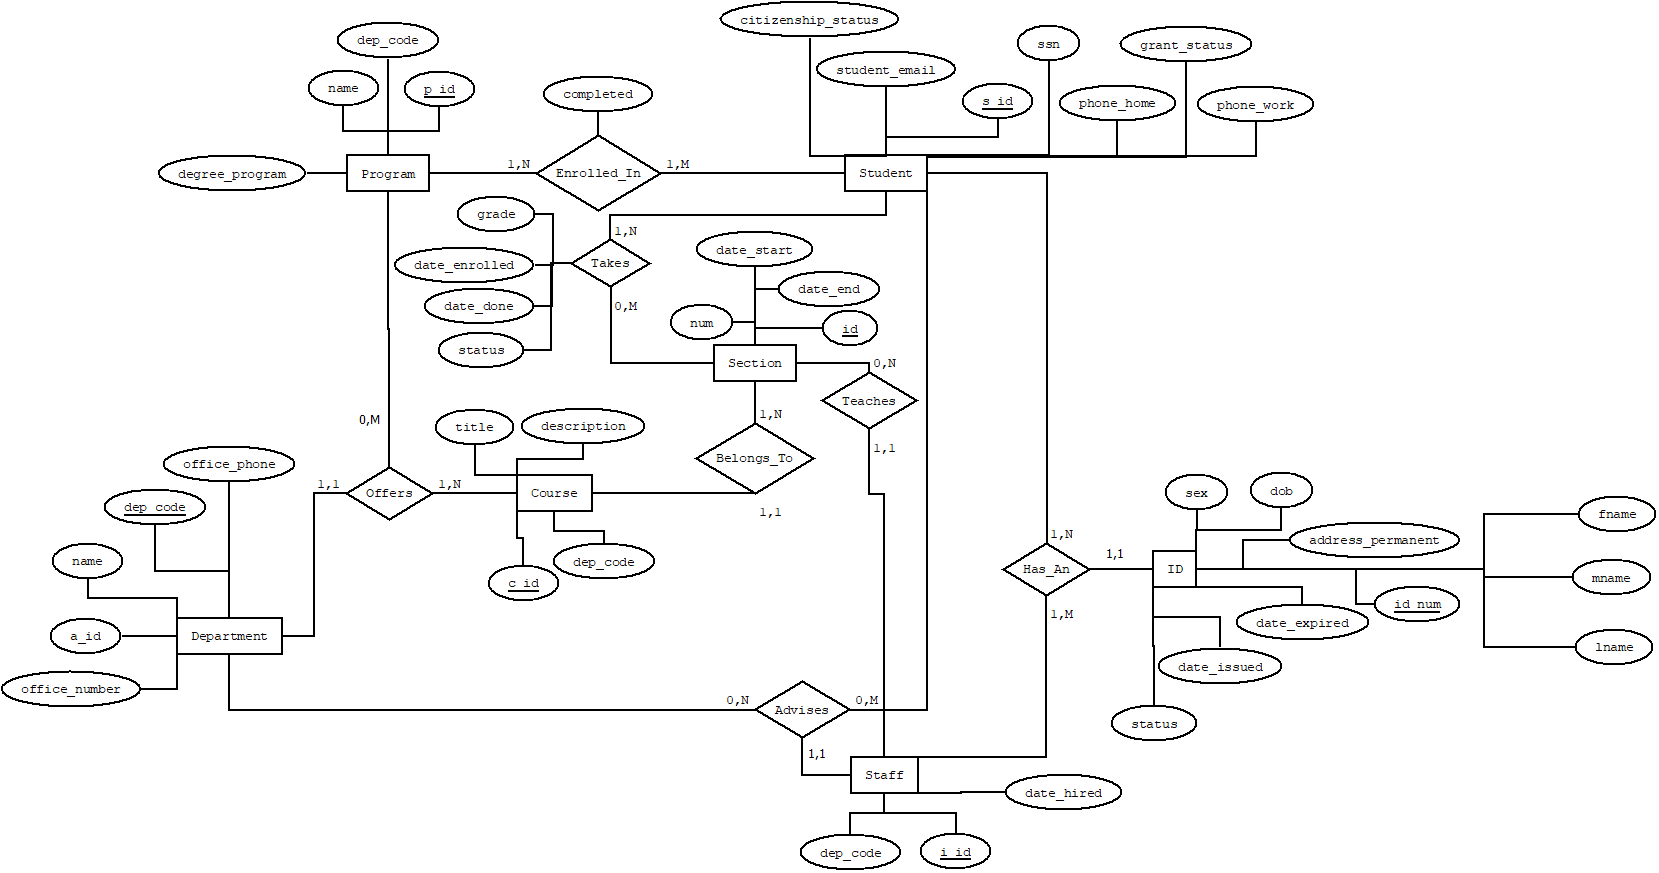 citizenship_status
dep_code
ssn
grant_status
student_email
name
p_id
completed
s_id
phone_home
phone_work
1,N
1,M
degree_program
Program
Enrolled_In
Student
grade
1,N
date_start
date_enrolled
Takes
date_end
date_done
0,M
num
id
status
Section
0,N
Teaches
0,M
title
description
1,N
1,1
office_phone
Belongs_To
1,1
Offers
1,N
Course
sex
dob
dep_code
1,1
fname
1,N
address_permanent
name
dep_code
1,1
Has_An
ID
c_id
mname
1,M
id_num
date_expired
a_id
Department
lname
date_issued
office_number
0,N
Advises
0,M
status
1,1
Staff
date_hired
dep_code
i_id